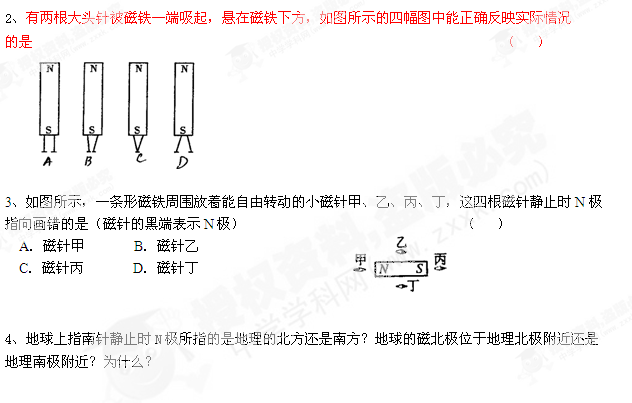 2、有两根大头针被磁铁一端吸起，悬在磁铁下方，如图所示的四幅图中能正确反映实际情况
的是 （ ）
N N N N
S S S S
A B C D
3、如图所示，一条形磁铁周围放着能自由转动的小磁针甲、乙、丙、丁，这四根磁针静止时 N 极
指向画错的是（磁针的黑端表示 N 极） （ ）
A．磁针甲 B．磁针乙
C．磁针丙 D．磁针丁
乙
甲 N S 丙
丁
4、地球上指南针静止时 N 极所指的是地理的北方还是南方？地球的磁北极位于地理北极附近还是
地理南极附近？为什么？